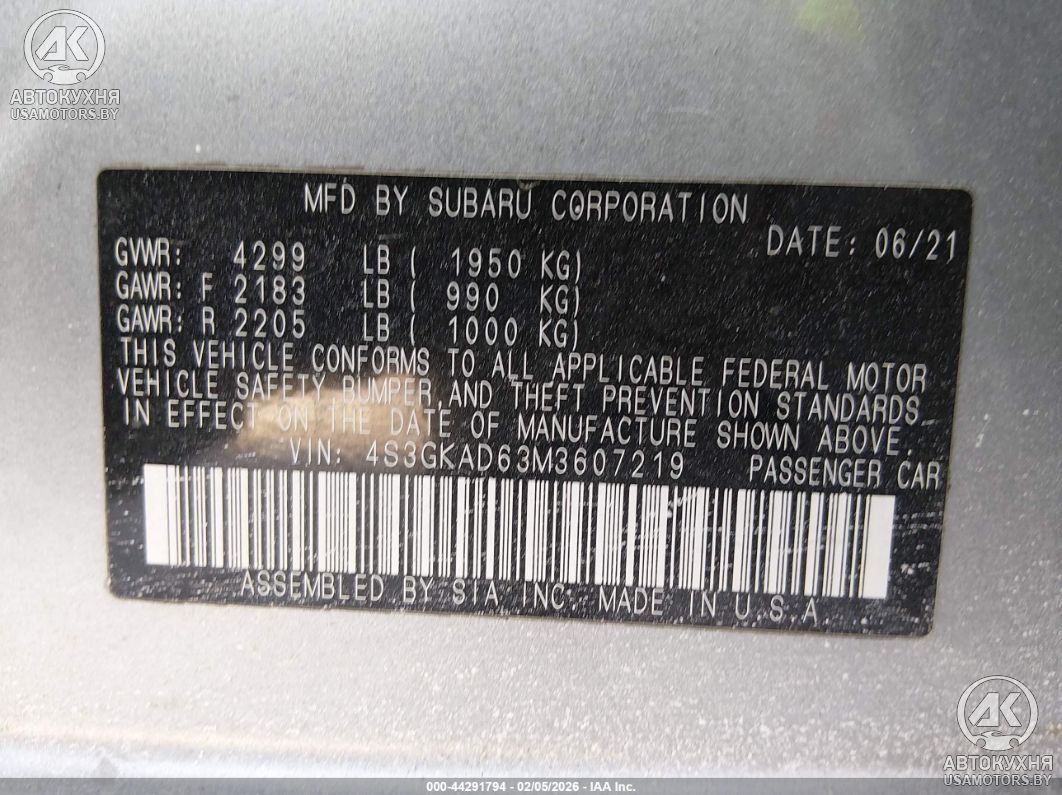 AK
АВТОКУХНЯ
USAMOTORS.BY
MFD BY SUBARU CORPORATION
DATE: 06/21
GVWR: 4299 LB ( 1950 KG)
GAWR: F 2183 LB ( 990 KG)
GAWR: R 2205 LB ( 1000 KG)
THIS VEHICLE CONFORMS TO ALL APPLICABLE FEDERAL MOTOR
VEHICLE SAFETY BUMPER AND THEFT PREVENTION STANDARDS
IN EFFECT ON THE DATE OF MANUFACTURE SHOWN ABOVE.
VIN: 4S3GKAD63M3607219 PASSENGER CAR
ASSEMBLED BY SIA INC. MADE IN U.S.A
AK
АВТОКУХНЯ
USAMOTORS.BY
000-44291794 - 02/05/2026 - IAA Inc.